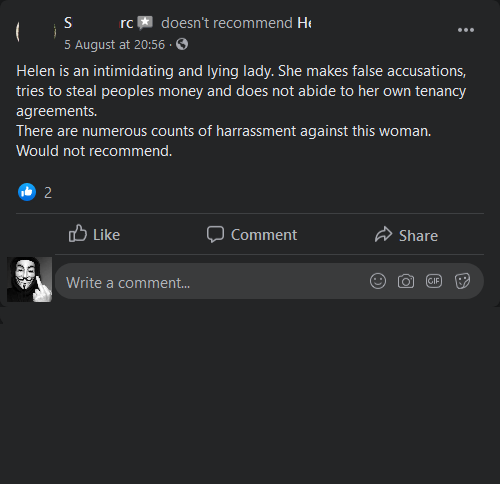 S rc doesn't recommend He
5 August at 20:56 ·
Helen is an intimidating and lying lady. She makes false accusations,
tries to steal peoples money and does not abide to her own tenancy
agreements.
There are numerous counts of harrassment against this woman.
Would not recommend.
2
Like Comment Share
Write a comment... GIF